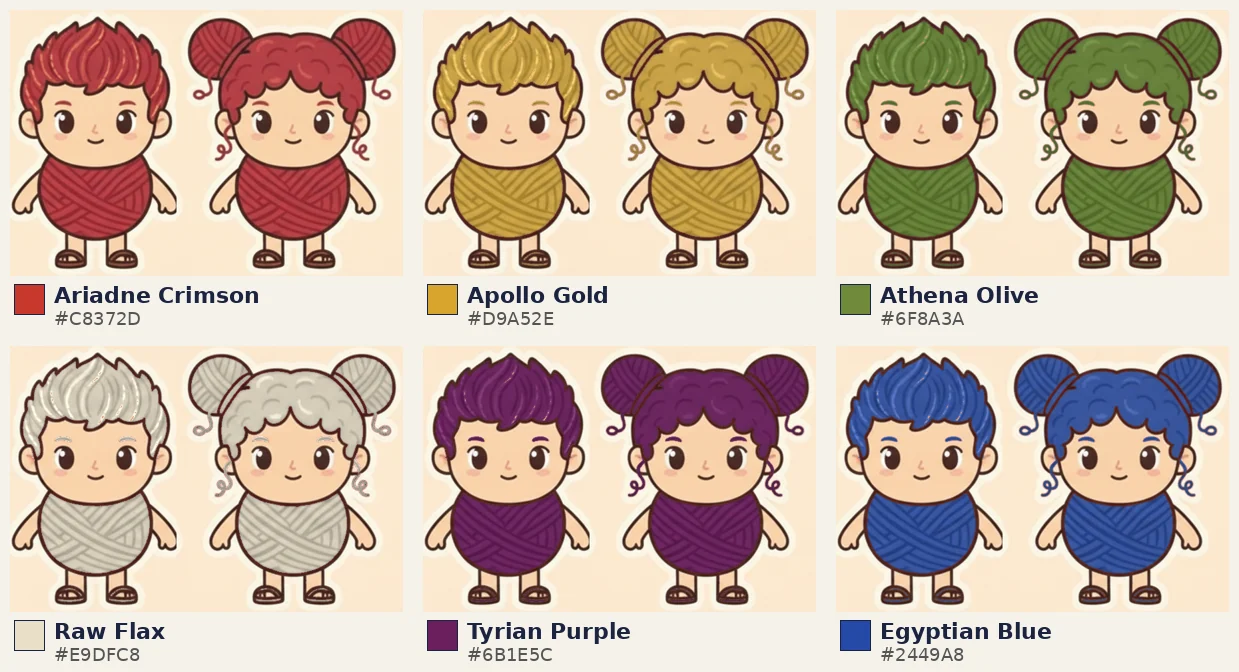 Ariadne Crimson
#C8372D
Apollo Gold
#D9A52E
Athena Olive
#6F8A3A
Raw Flax
#E9DFC8
Tyrian Purple
#6B1E5C
Egyptian Blue
#2449A8